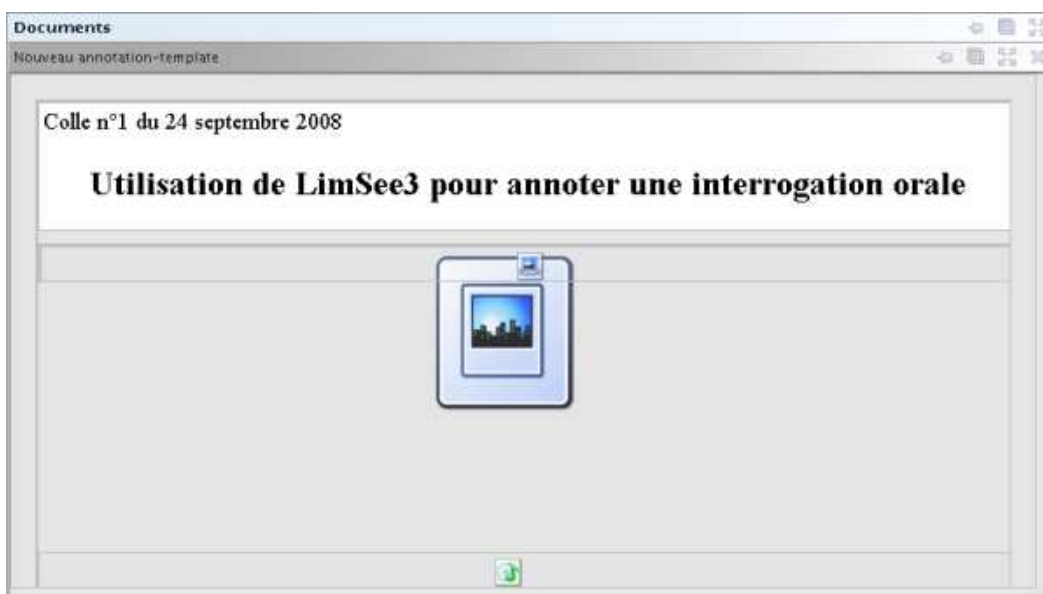 Documents
Nouveau annotation-template
Colle n°1 du 24 septembre 2008
Utilisation de LimSee3 pour annoter une interrogation orale